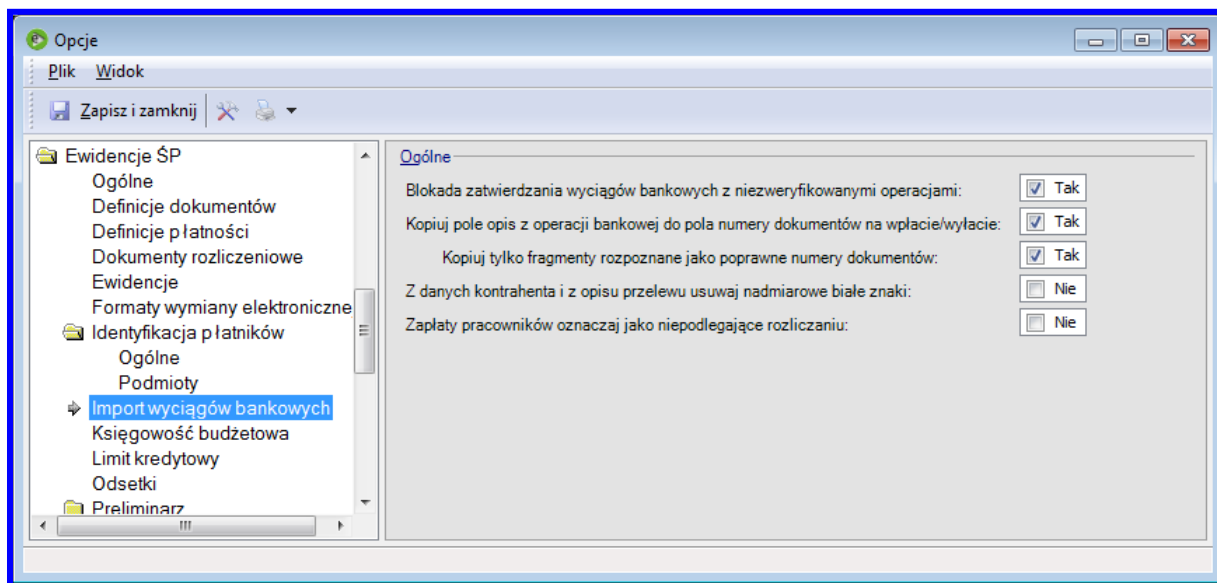 Opcje
Plik Widok
Zapisz i zamknij
Ewidencje ŚP
Ogólne
Definicje dokumentów
Definicje płatności
Dokumenty rozliczeniowe
Ewidencje
Formaty wymiany elektroniczne
Identyfikacja płatników
Ogólne
Podmioty
Import wyciągów bankowych
Księgowość budżetowa
Limit kredytowy
Odsetki
Preliminarz
Ogólne
Blokada zatwierdzania wyciągów bankowych z niezweryfikowanymi operacjami: Tak
Kopiuj pole opis z operacji bankowej do pola numery dokumentów na wpłacie/wyłacie: Tak
Kopiuj tylko fragmenty rozpoznane jako poprawne numery dokumentów: Tak
Z danych kontrahenta i z opisu przelewu usuwaj nadmiarowe białe znaki: Nie
Zapłaty pracowników oznaczaj jako niepodlegające rozliczaniu: Nie